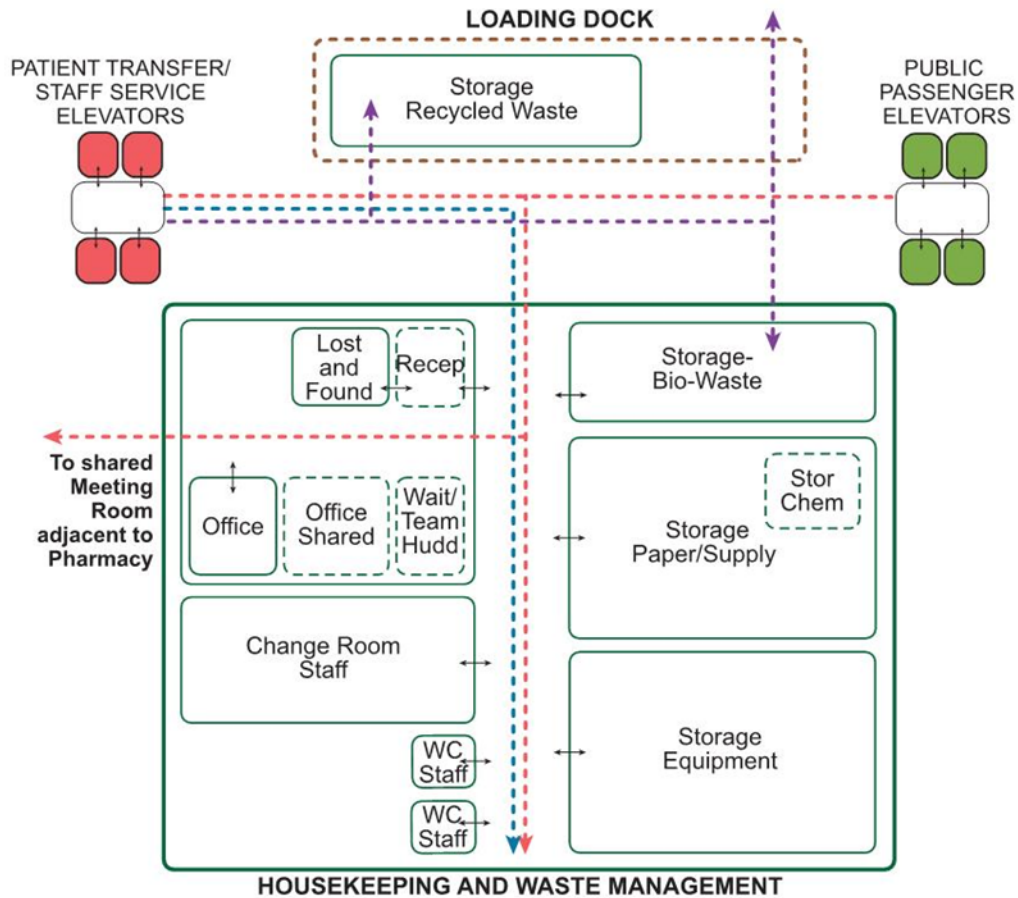 LOADING DOCK
PATIENT TRANSFER/
STAFF SERVICE
ELEVATORS
Storage
Recycled Waste
PUBLIC
PASSENGER
ELEVATORS
Lost
and
Found
Recep
Storage-
Bio-Waste
To shared
Meeting
Room
adjacent to
Pharmacy
Office
Office
Shared
Wait/
Team
Hudd
Stor
Chem
Storage
Paper/Supply
Change Room
Staff
Storage
Equipment
WC
Staff
WC
Staff
HOUSEKEEPING AND WASTE MANAGEMENT